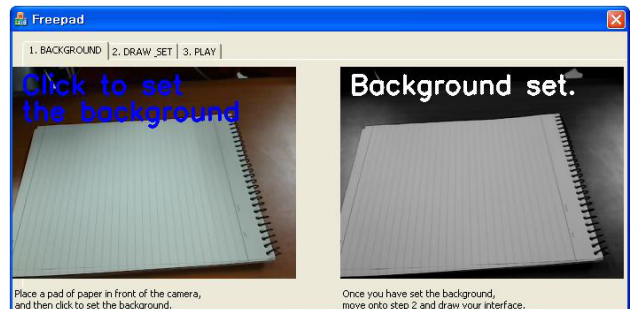 Freepad
1. BACKGROUND
2. DRAW_SET
3. PLAY
Click to set
the background
Background set.
Place a pad of paper in front of the camera,
and then click to set the background.
Once you have set the background,
move onto step 2 and draw your interface.